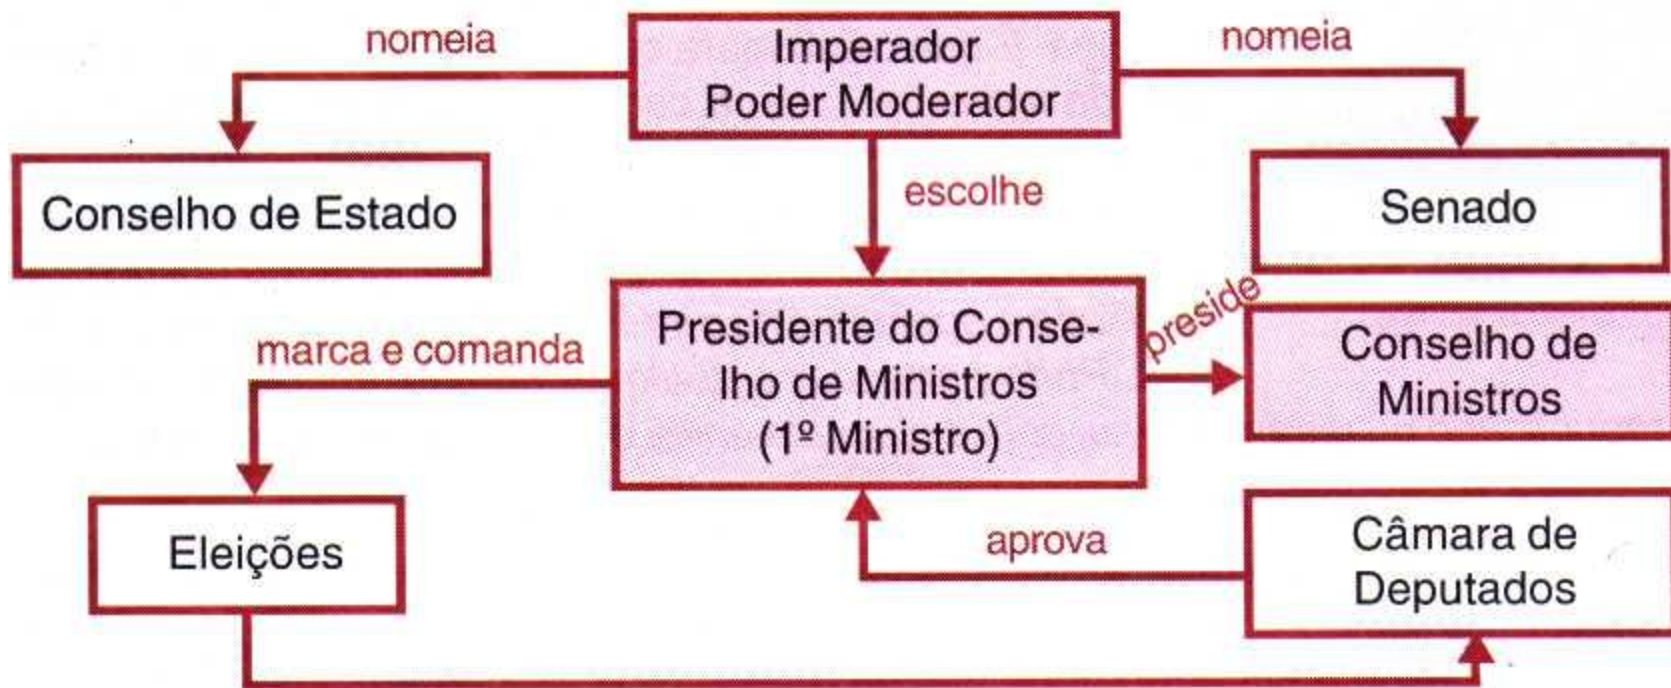 nomeia
Imperador
Poder Moderador
nomeia
Conselho de Estado
escolhe
Senado
marca e comanda
Presidente do Conse-
lho de Ministros
(1º Ministro)
preside
Conselho de
Ministros
Eleições
aprova
Câmara de
Deputados